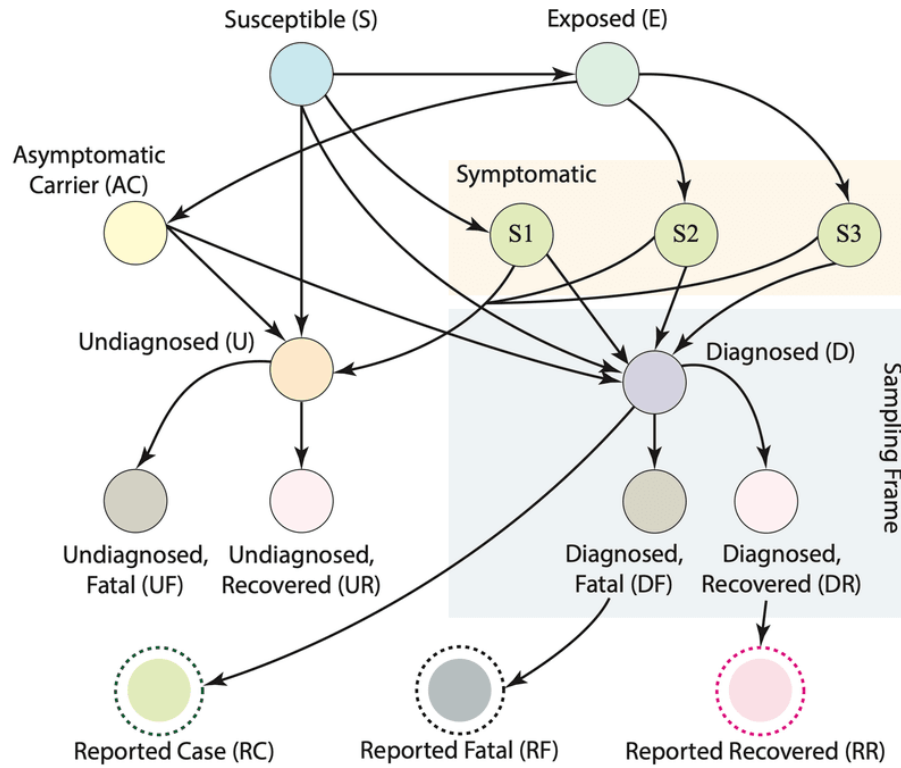 Susceptible (S)
Exposed (E)
Asymptomatic
Carrier (AC)
Symptomatic
S1
S2
S3
Undiagnosed (U)
Diagnosed (D)
Sampling Frame
Undiagnosed,
Fatal (UF)
Undiagnosed,
Recovered (UR)
Diagnosed,
Fatal (DF)
Diagnosed,
Recovered (DR)
Reported Case (RC)
Reported Fatal (RF)
Reported Recovered (RR)